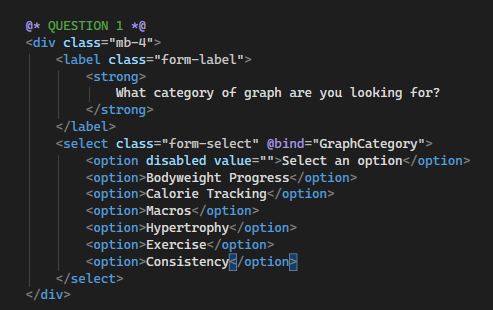 @* QUESTION 1 *@
<div class="mb-4">
    <label class="form-label">
        <strong>
            What category of graph are you looking for?
        </strong>
    </label>
    <select class="form-select" @bind="GraphCategory">
        <option disabled value="">Select an option</option>
        <option>Bodyweight Progress</option>
        <option>Calorie Tracking</option>
        <option>Macros</option>
        <option>Hypertrophy</option>
        <option>Exercise</option>
        <option>Consistency</option>
    </select>
</div>